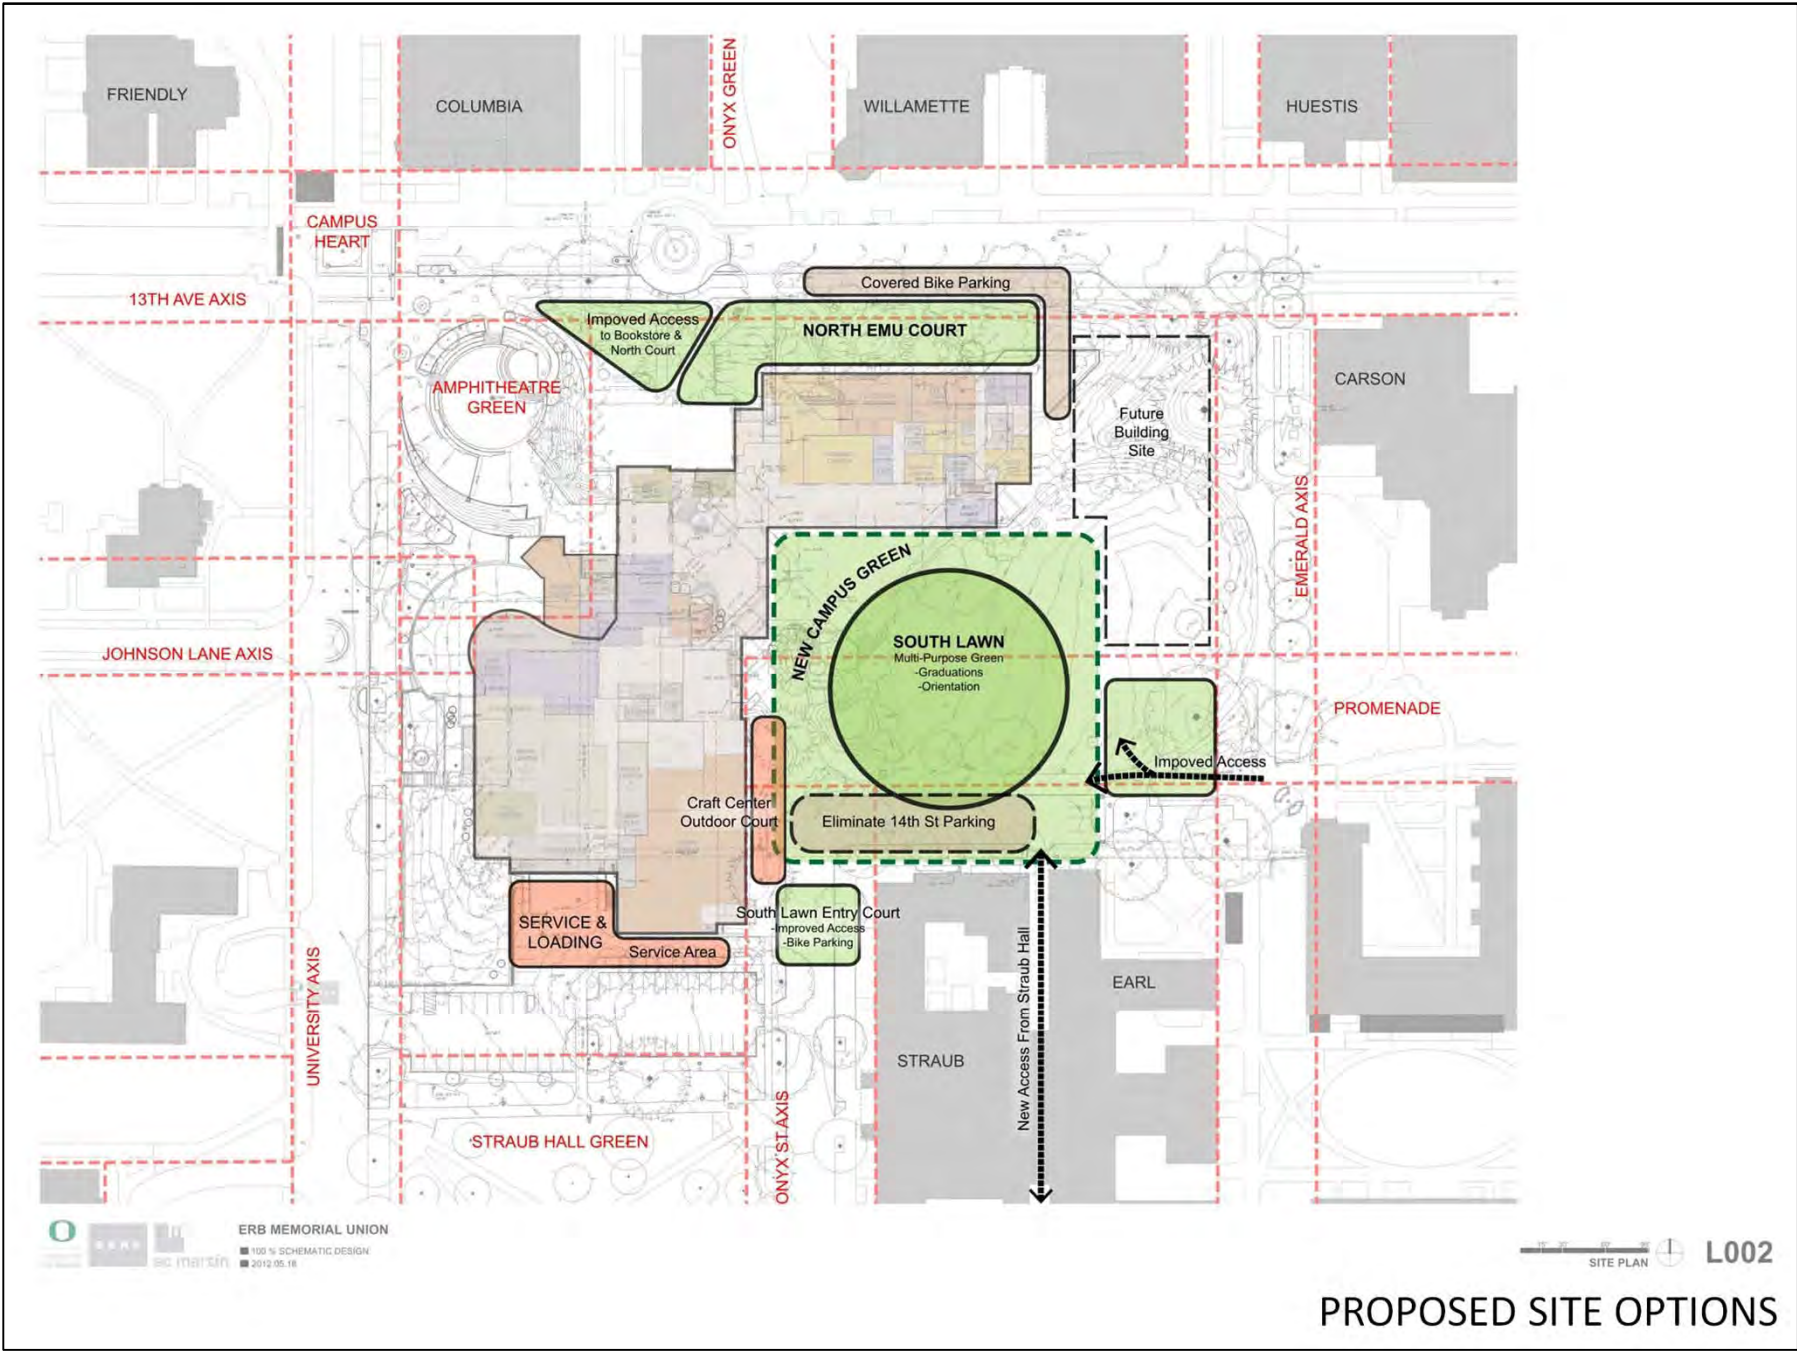 FRIENDLY
COLUMBIA
ONYX GREEN
WILLAMETTE
HUESTIS
CAMPUS
HEART
13TH AVE AXIS
Covered Bike Parking
Impoved Access
to Bookstore &
North Court
NORTH EMU COURT
AMPHITHEATRE
GREEN
CARSON
Future
Building
Site
EMERALD AXIS
NEW CAMPUS GREEN
SOUTH LAWN
Multi-Purpose Green
-Graduations
-Orientation
JOHNSON LANE AXIS
PROMENADE
Impoved Access
Craft Center
Outdoor Court
Eliminate 14th St Parking
SERVICE &
LOADING
Service Area
South Lawn Entry Court
-Improved Access
-Bike Parking
UNIVERSITY AXIS
New Access From Straub Hall
EARL
STRAUB
STRAUB HALL GREEN
ONYX ST AXIS
O
ERB MEMORIAL UNION
100 % SCHEMATIC DESIGN
2012.05.18
ac martin
SITE PLAN
L002
PROPOSED SITE OPTIONS